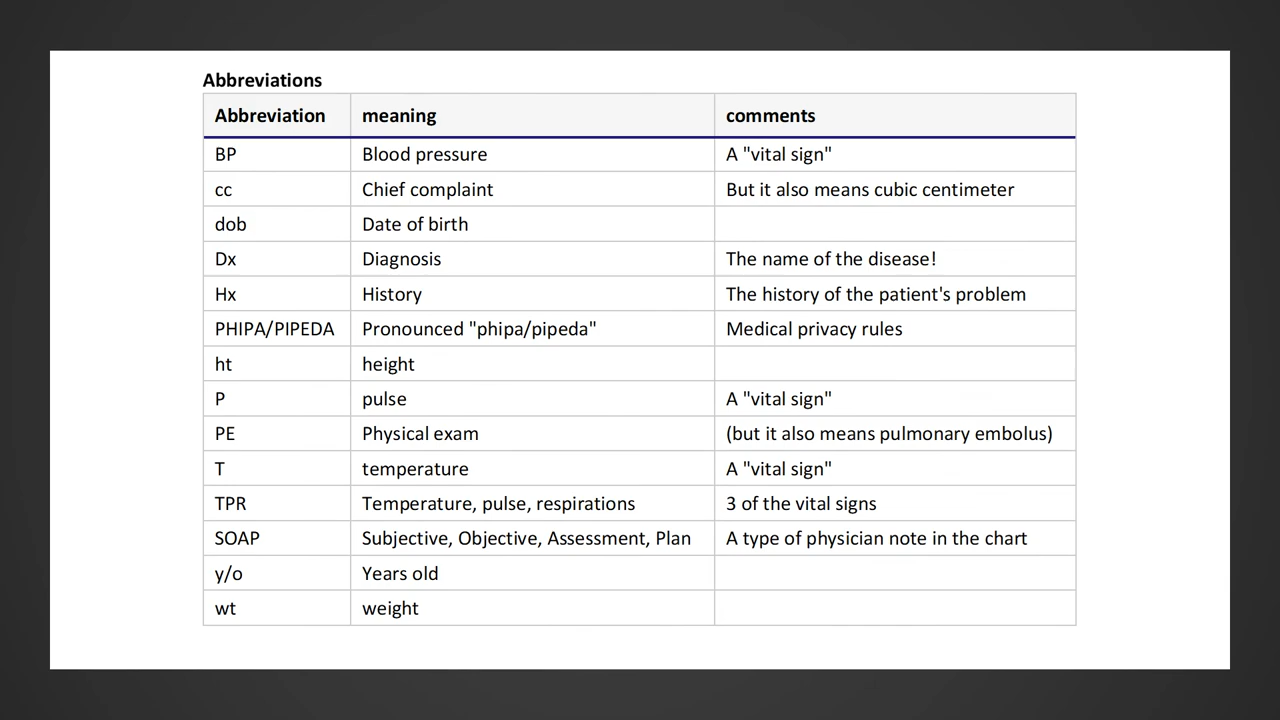 Abbreviations
Abbreviation meaning comments
BP Blood pressure A "vital sign"
cc Chief complaint But it also means cubic centimeter
dob Date of birth
Dx Diagnosis The name of the disease!
Hx History The history of the patient's problem
PHIPA/PIPEDA Pronounced "phipa/pipeda" Medical privacy rules
ht height
P pulse A "vital sign"
PE Physical exam (but it also means pulmonary embolus)
T temperature A "vital sign"
TPR Temperature, pulse, respirations 3 of the vital signs
SOAP Subjective, Objective, Assessment, Plan A type of physician note in the chart
y/o Years old
wt weight